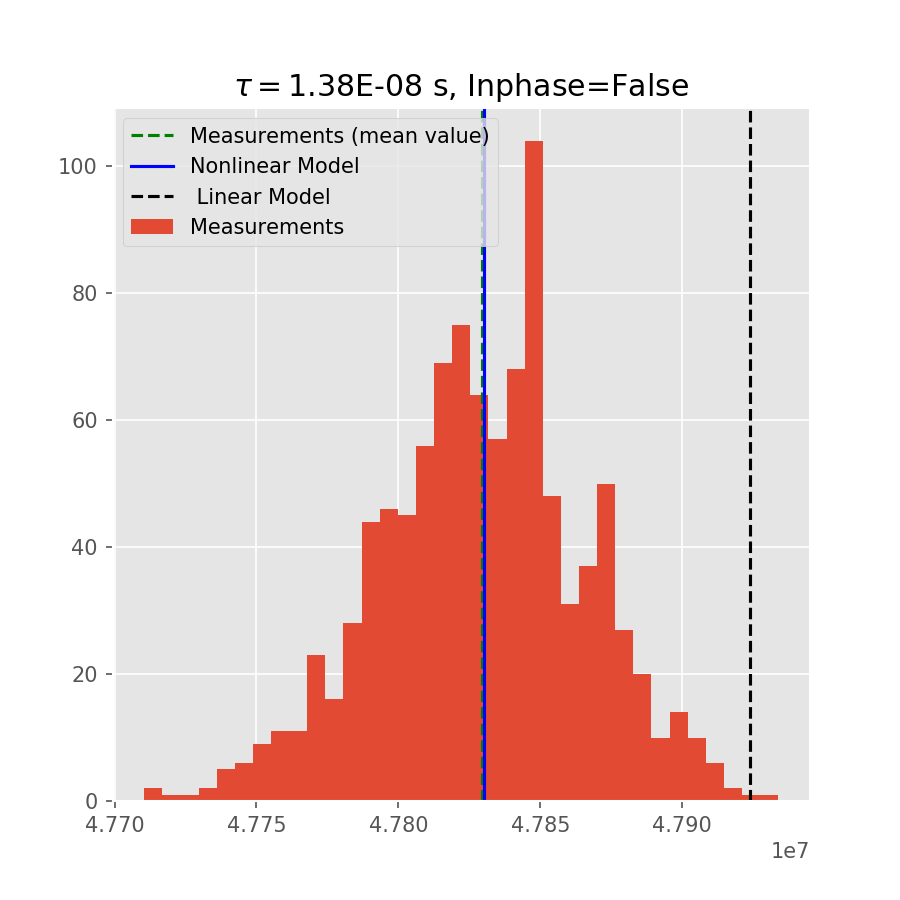 τ = 1.38E-08 s, Inphase=False
Measurements (mean value)
Nonlinear Model
Linear Model
Measurements
100
80
60
40
20
0
4.770 4.775 4.780 4.785 4.790
1e7